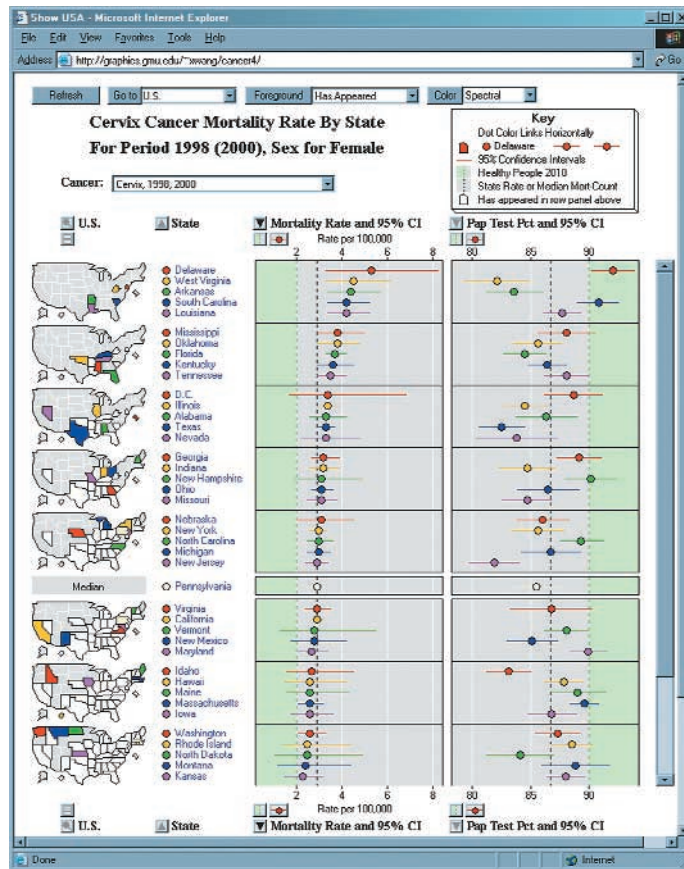 Show USA - Microsoft Internet Explorer
File Edit View Favorites Tools Help
Address http://graphics.gmu.edu/~xwang/cancer4/ Go
Refresh Go to U.S. Foreground Has Appeared Color Spectral
Cervix Cancer Mortality Rate By State
For Period 1998 (2000), Sex for Female
Cancer: Cervix, 1998, 2000
Key
Dot Color Links Horizontally
Delaware
95% Confidence Intervals
Healthy People 2010
State Rate or Median Mort Count
Has appeared in row panel above
U.S. State Mortality Rate and 95% CI Pap Test Pct and 95% CI
Rate per 100,000
2 4 6 8 80 85 90
Delaware
West Virginia
Arkansas
South Carolina
Louisiana
Mississippi
Oklahoma
Florida
Kentucky
Tennessee
D.C.
Illinois
Alabama
Texas
Nevada
Georgia
Indiana
New Hampshire
Ohio
Missouri
Nebraska
New York
North Carolina
Michigan
New Jersey
Median Pennsylvania
Virginia
California
Vermont
New Mexico
Maryland
Idaho
Hawaii
Maine
Massachusetts
Iowa
Washington
Rhode Island
North Dakota
Montana
Kansas
2 4 6 8 80 85 90
Rate per 100,000
U.S. State Mortality Rate and 95% CI Pap Test Pct and 95% CI
Done Internet